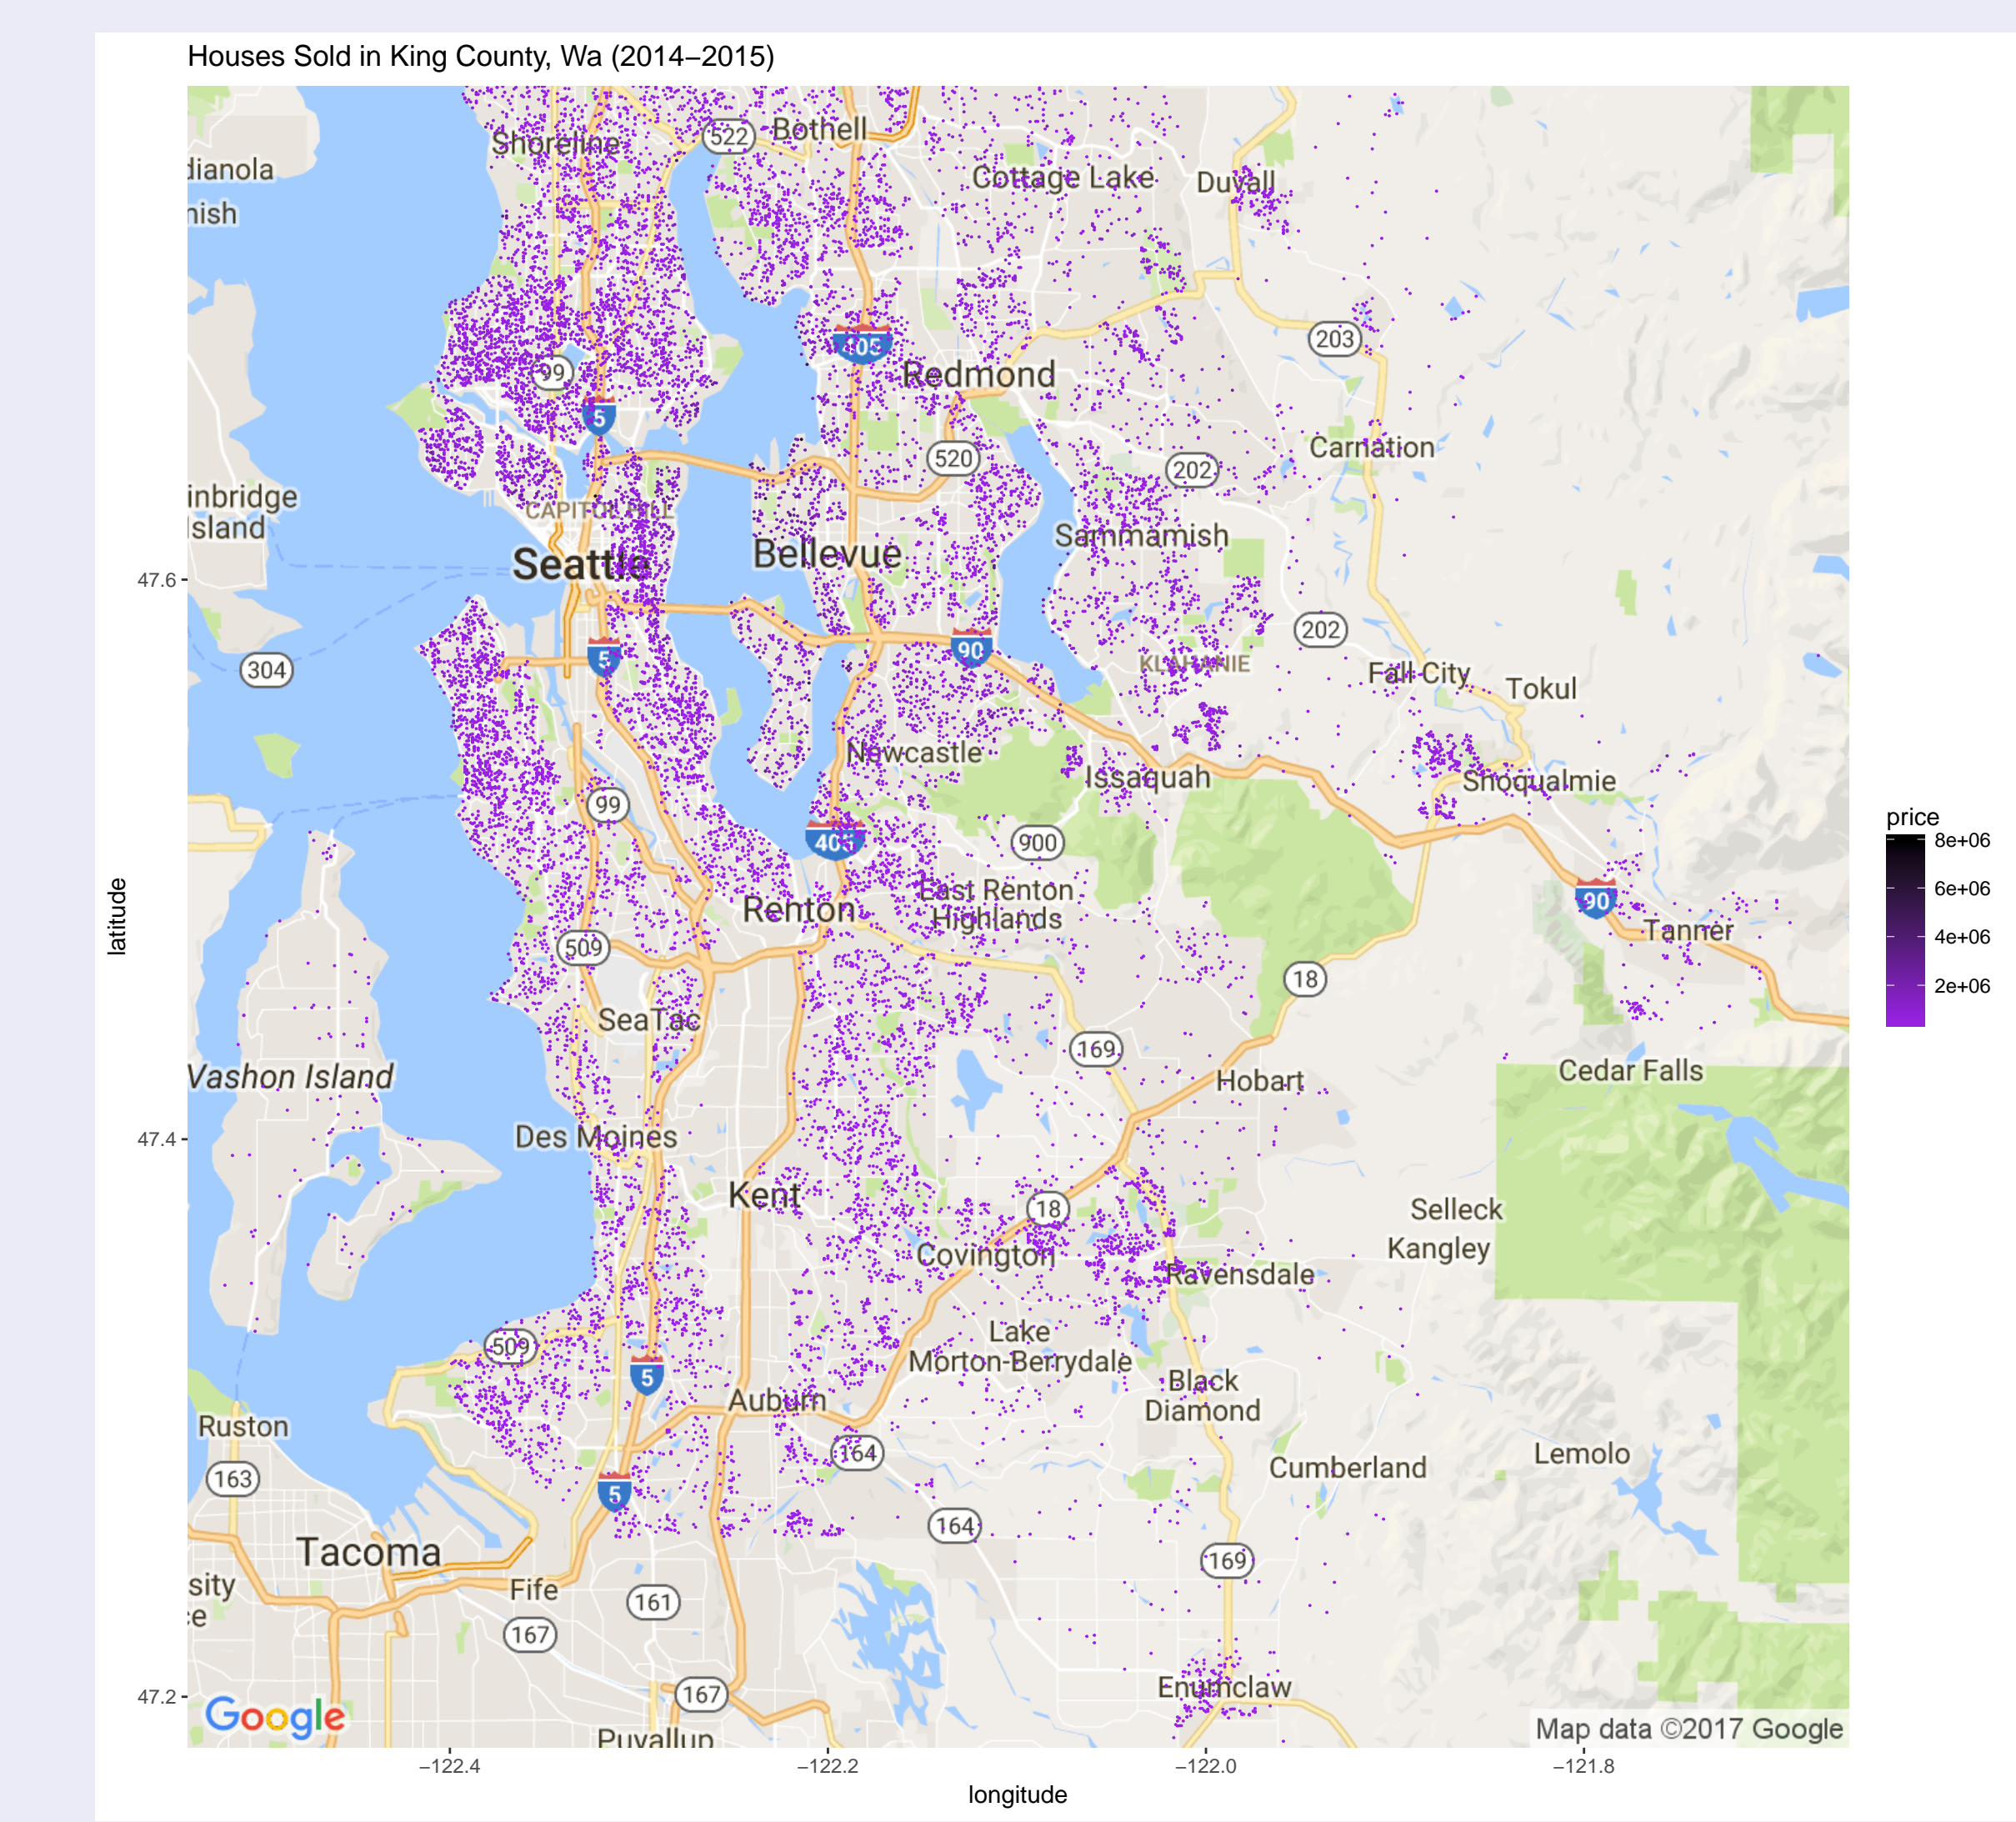 Houses Sold in King County, Wa (2014–2015)
Shoreline
522
Bothell
dianola
Cottage Lake
Duvall
nish
405
203
99
Redmond
5
Carnation
520
202
inbridge
Island
CAPITOL HILL
Sammamish
Seattle
Bellevue
47.6
202
5
90
304
KLAHANIE
Fall City
Tokul
Newcastle
Issaquah
Snoqualmie
99
405
900
price
8e+06
6e+06
4e+06
2e+06
East Renton
Highlands
Renton
90
Tanner
latitude
509
18
SeaTac
169
Vashon Island
Hobart
Cedar Falls
47.4
Des Moines
Kent
18
Selleck
Kangley
Covington
Ravensdale
509
Lake
Morton-Berrydale
5
Black
Diamond
Auburn
Ruston
164
Lemolo
163
Cumberland
5
164
Tacoma
169
sity
ce
Fife
161
167
47.2
167
Enumclaw
Google
Puyallup
Map data ©2017 Google
−122.4
−122.2
−122.0
−121.8
longitude